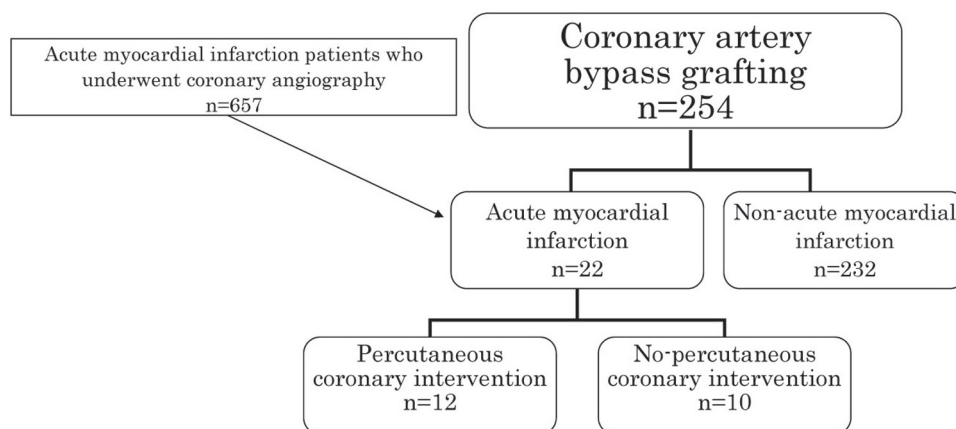 Acute myocardial infarction patients who
underwent coronary angiography
n=657
Coronary artery
bypass grafting
n=254
Acute myocardial
infarction
n=22
Non-acute myocardial
infarction
n=232
Percutaneous
coronary intervention
n=12
No-percutaneous
coronary intervention
n=10